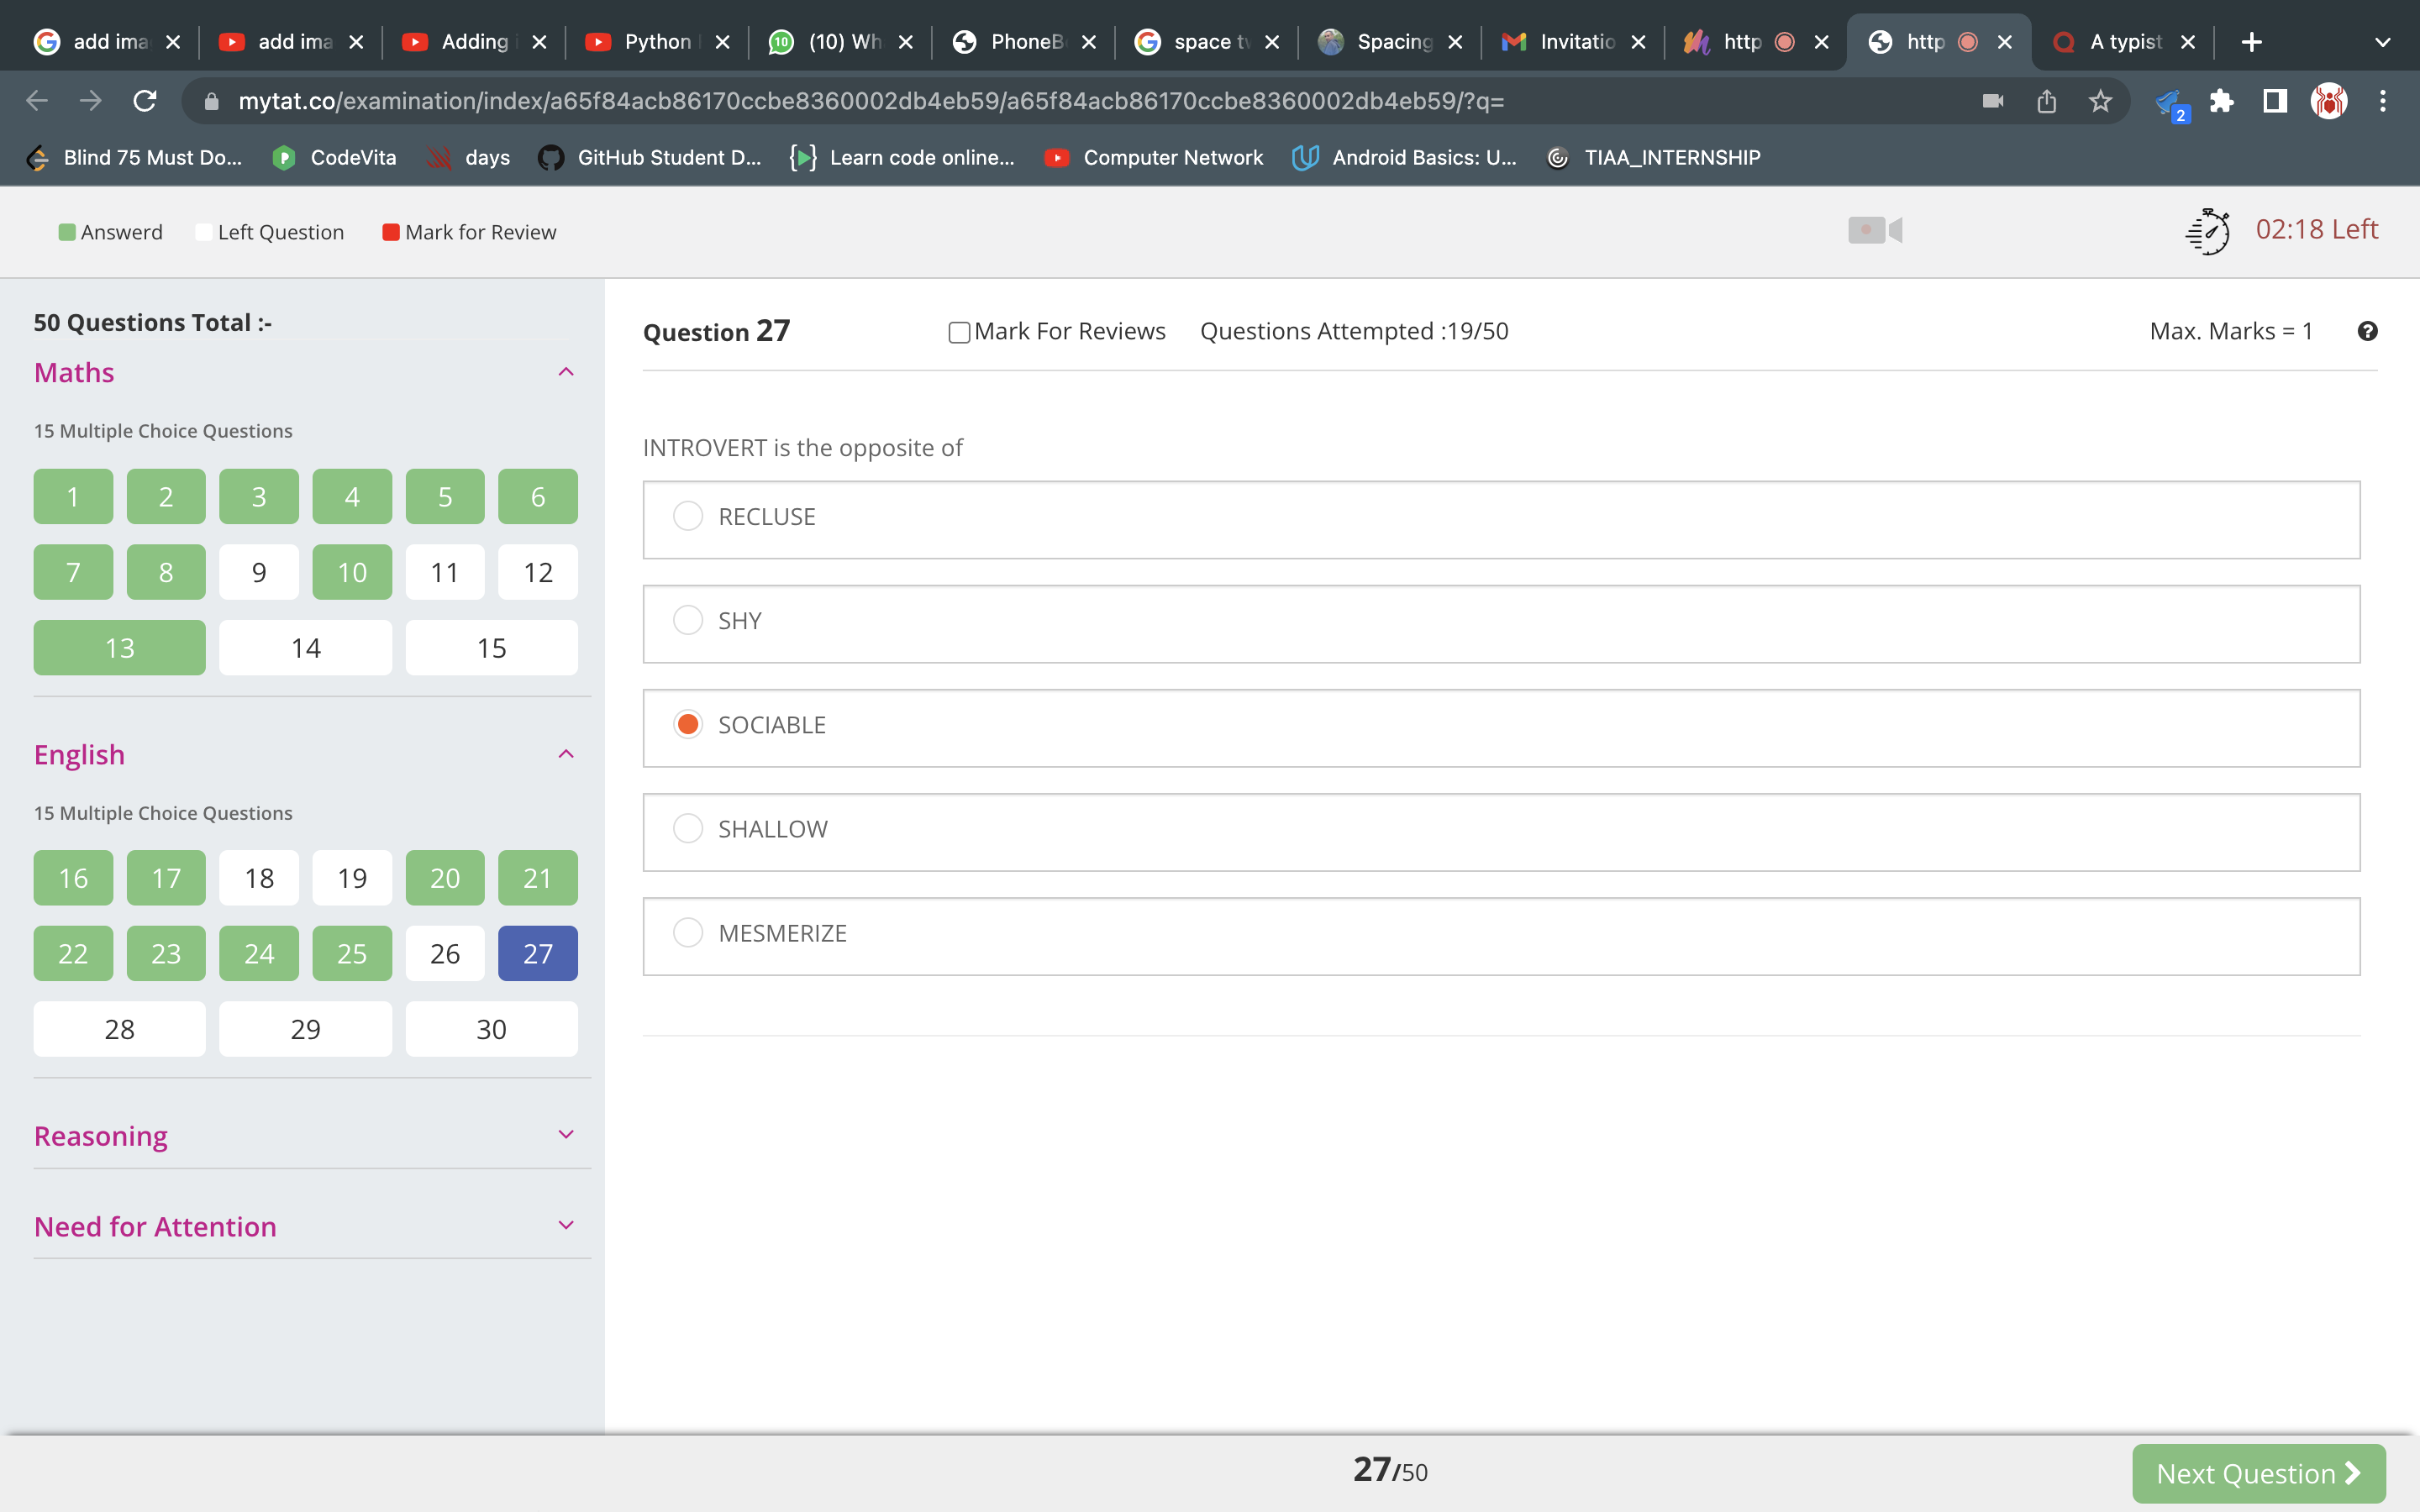 add ima
add ima
Adding
Python
(10) Wh
PhoneB
space tv
Spacing
Invitatio
http
http
A typist
mytat.co/examination/index/a65f84acb86170ccbe8360002db4eb59/a65f84acb86170ccbe8360002db4eb59/?q=
2
Blind 75 Must Do...
CodeVita
days
GitHub Student D...
Learn code online...
Computer Network
Android Basics: U...
TIAA_INTERNSHIP
Answerd
Left Question
Mark for Review
02:18 Left
50 Questions Total :-
Maths
15 Multiple Choice Questions
1 2 3 4 5 6
7 8 9 10 11 12
13 14 15
English
15 Multiple Choice Questions
16 17 18 19 20 21
22 23 24 25 26 27
28 29 30
Reasoning
Need for Attention
Question 27
Mark For Reviews
Questions Attempted :19/50
Max. Marks = 1
INTROVERT is the opposite of
RECLUSE
SHY
SOCIABLE
SHALLOW
MESMERIZE
27/50
Next Question